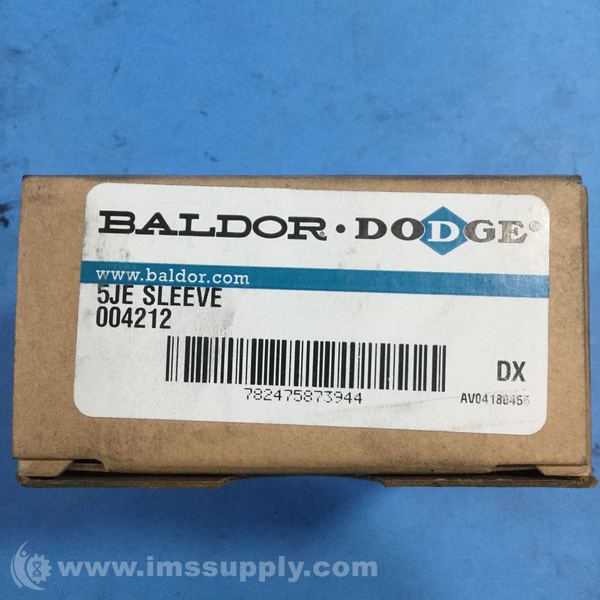 BALDOR · DODGE®
www.baldor.com
5JE SLEEVE
004212
782475873944
DX
www.imssupply.com